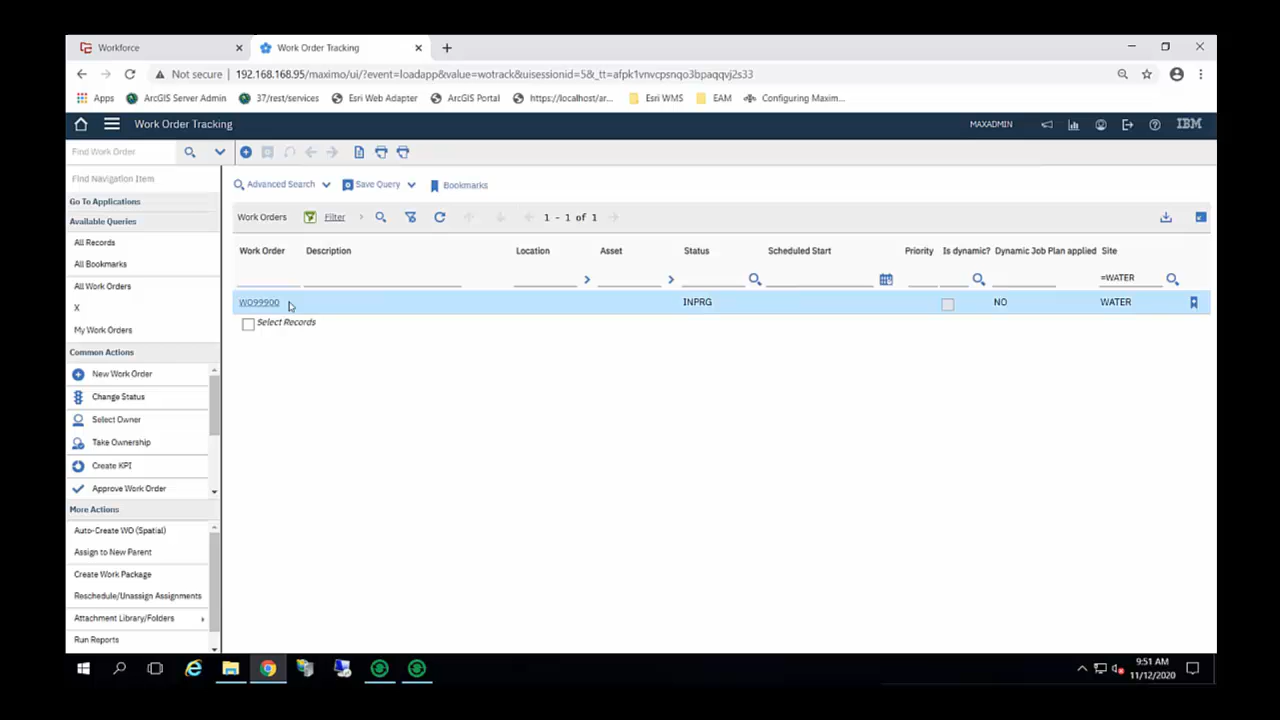 Workforce
Work Order Tracking
Not secure 192.168.168.95/maximo/ui/?event=loadapp&value=wotrack&uisessionid=5&_tt=afpk1vnvcpsnqo3bpaqqvj2s33
Apps ArcGIS Server Admin 37/rest/services Esri Web Adapter ArcGIS Portal https://localhost/ar... Esri WMS EAM Configuring Maxim...
Work Order Tracking MAXADMIN IBM
Find Work Order
Find Navigation Item
Go To Applications
Available Queries
All Records
All Bookmarks
All Work Orders
X
My Work Orders
Common Actions
New Work Order
Change Status
Select Owner
Take Ownership
Create KPI
Approve Work Order
More Actions
Auto-Create WO (Spatial)
Assign to New Parent
Create Work Package
Reschedule/Unassign Assignments
Attachment Library/Folders
Run Reports
Advanced Search Save Query Bookmarks
Work Orders Filter 1 - 1 of 1
Work Order Description Location Asset Status Scheduled Start Priority Is dynamic? Dynamic Job Plan applied Site
=WATER
WO99900 INPRG NO WATER
Select Records
9:51 AM
11/12/2020